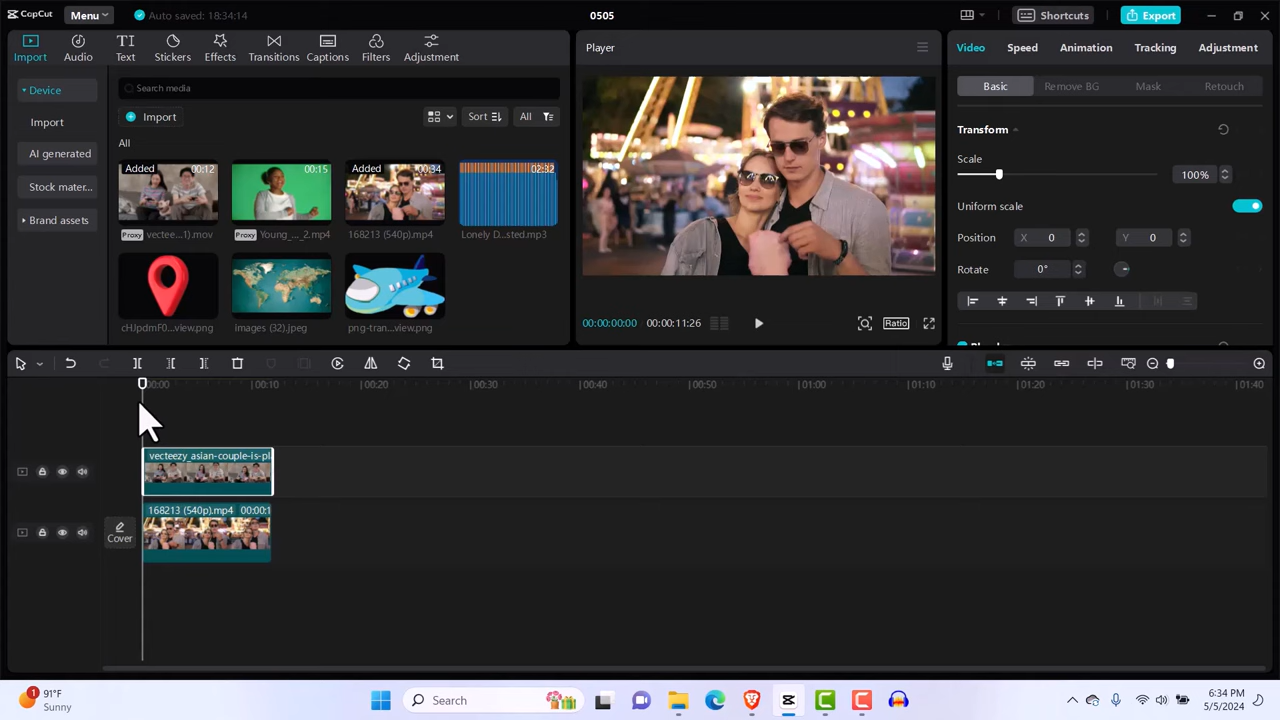 CapCut
Menu
Auto saved: 18:34:14
0505
Shortcuts
Export
Import
Audio
Text
Stickers
Effects
Transitions
Captions
Filters
Adjustment
Device
Import
AI generated
Stock mater...
Brand assets
Search media
Import
Sort
All
All
Added
00:12
Proxy
vectee...1).mov
00:15
Proxy
Young_..._2.mp4
Added
00:34
168213 (540p).mp4
02:32
Lonely D...sted.mp3
cHJpdmF0...view.png
images (32).jpeg
png-tran...view.png
Player
00:00:00:00
00:00:11:26
Ratio
Video
Speed
Animation
Tracking
Adjustment
Basic
Remove BG
Mask
Retouch
Transform
Scale
100%
Uniform scale
Position
X
0
Y
0
Rotate
0°
00:00
|00:10
|00:20
|00:30
|00:40
|00:50
|01:00
|01:10
|01:20
|01:30
|01:40
vecteezy_asian-couple-is-pl
168213 (540p).mp4 00:00:1
Cover
1
91°F
Sunny
Search
6:34 PM
5/5/2024